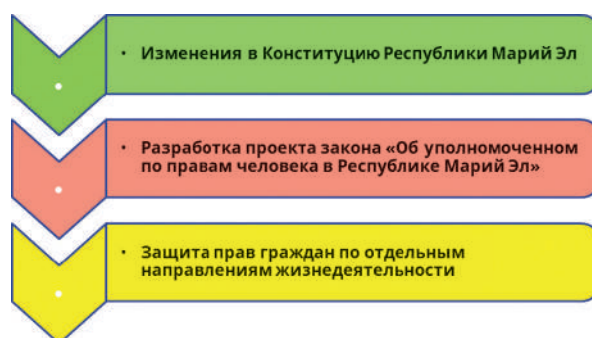 • Изменения в Конституцию Республики Марий Эл
• Разработка проекта закона «Об уполномоченном
по правам человека в Республике Марий Эл»
• Защита прав граждан по отдельным
направлениям жизнедеятельности